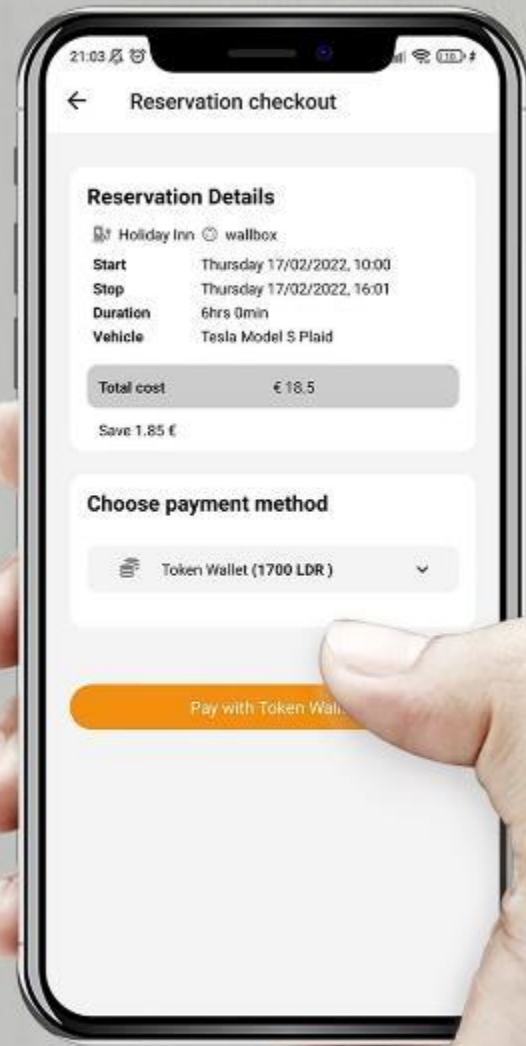 21:03
Reservation checkout
Reservation Details
Holiday Inn wallbox
Start Thursday 17/02/2022, 10:00
Stop Thursday 17/02/2022, 16:01
Duration 6hrs 0min
Vehicle Tesla Model S Plaid
Total cost € 18.5
Save 1.85 €
Choose payment method
Token Wallet (1700 LDR )
Pay with Token